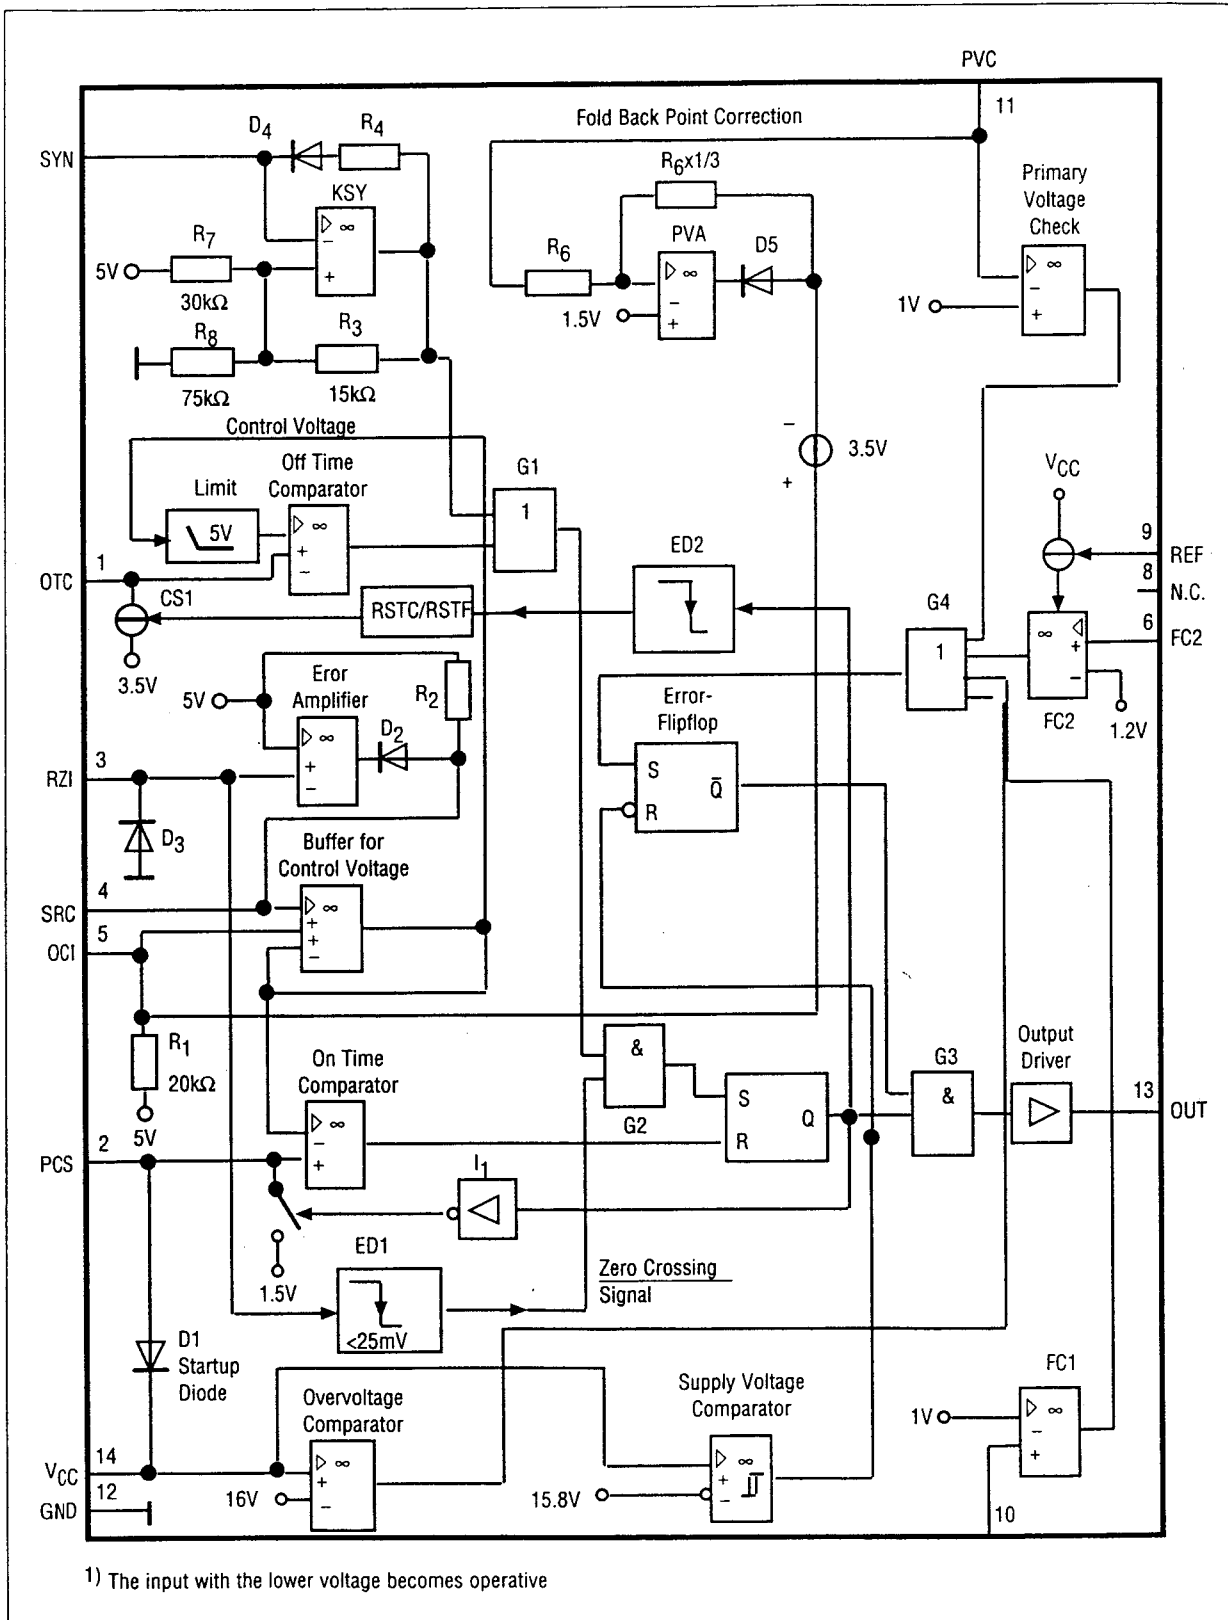 PVC
11
Fold Back Point Correction
D4
R4
SYN
R6x1/3
Primary
Voltage
Check
KSY
▷ ∞
−
+
R7
5V
30kΩ
R6
PVA
D5
▷ ∞
−
+
1.5V
▷ ∞
−
+
1V
R8
R3
75kΩ
15kΩ
Control Voltage
−
3.5V
+
Off Time
Comparator
G1
1
VCC
Limit
5V
▷ ∞
+
−
9
REF
8
N.C.
1
OTC
CS1
ED2
RSTC/RSTF
G4
1
6
FC2
∞
+
−
FC2
1.2V
3.5V
Eror
Amplifier
R2
5V
D2
▷ ∞
+
−
Error-
Flipflop
S
Q̄
R
3
RZI
D3
Buffer for
Control Voltage
4
SRC
▷ ∞
+
+
−
5
OCI
R1
20kΩ
5V
On Time
Comparator
&
G2
Output
Driver
G3
&
13
OUT
▷ ∞
−
+
S
Q
R
2
PCS
I1
1.5V
ED1
<25mV
Zero Crossing
Signal
D1
Startup
Diode
Overvoltage
Comparator
Supply Voltage
Comparator
FC1
1V
▷ ∞
−
+
14
VCC
▷ ∞
+
−
16V
▷ ∞
+
−
15.8V
12
GND
10
1) The input with the lower voltage becomes operative